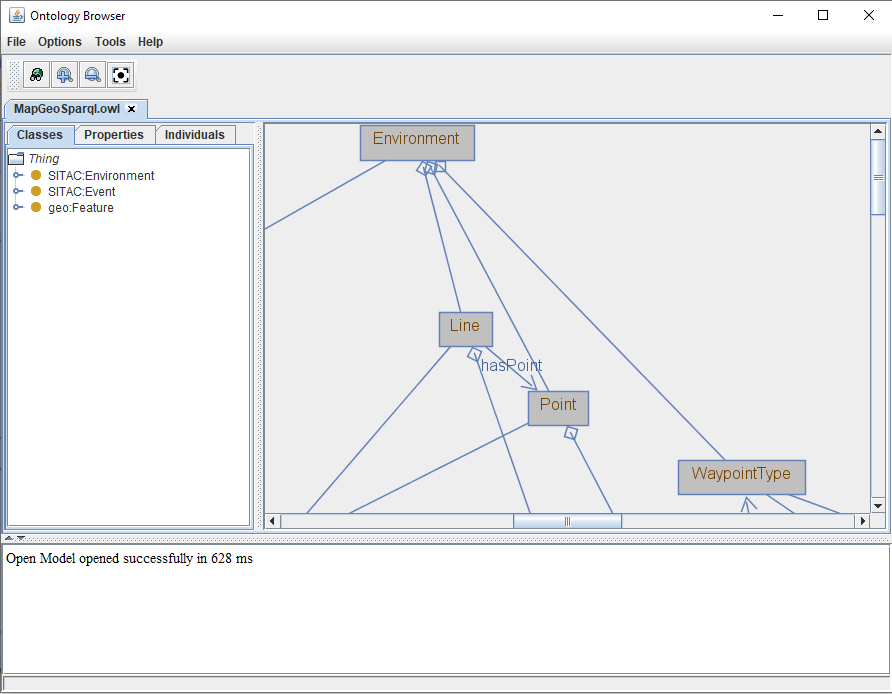 Ontology Browser
File Options Tools Help
MapGeoSparql.owl
Classes Properties Individuals
Thing
SITAC:Environment
SITAC:Event
geo:Feature
Environment
Line
hasPoint
Point
WaypointType
Open Model opened successfully in 628 ms